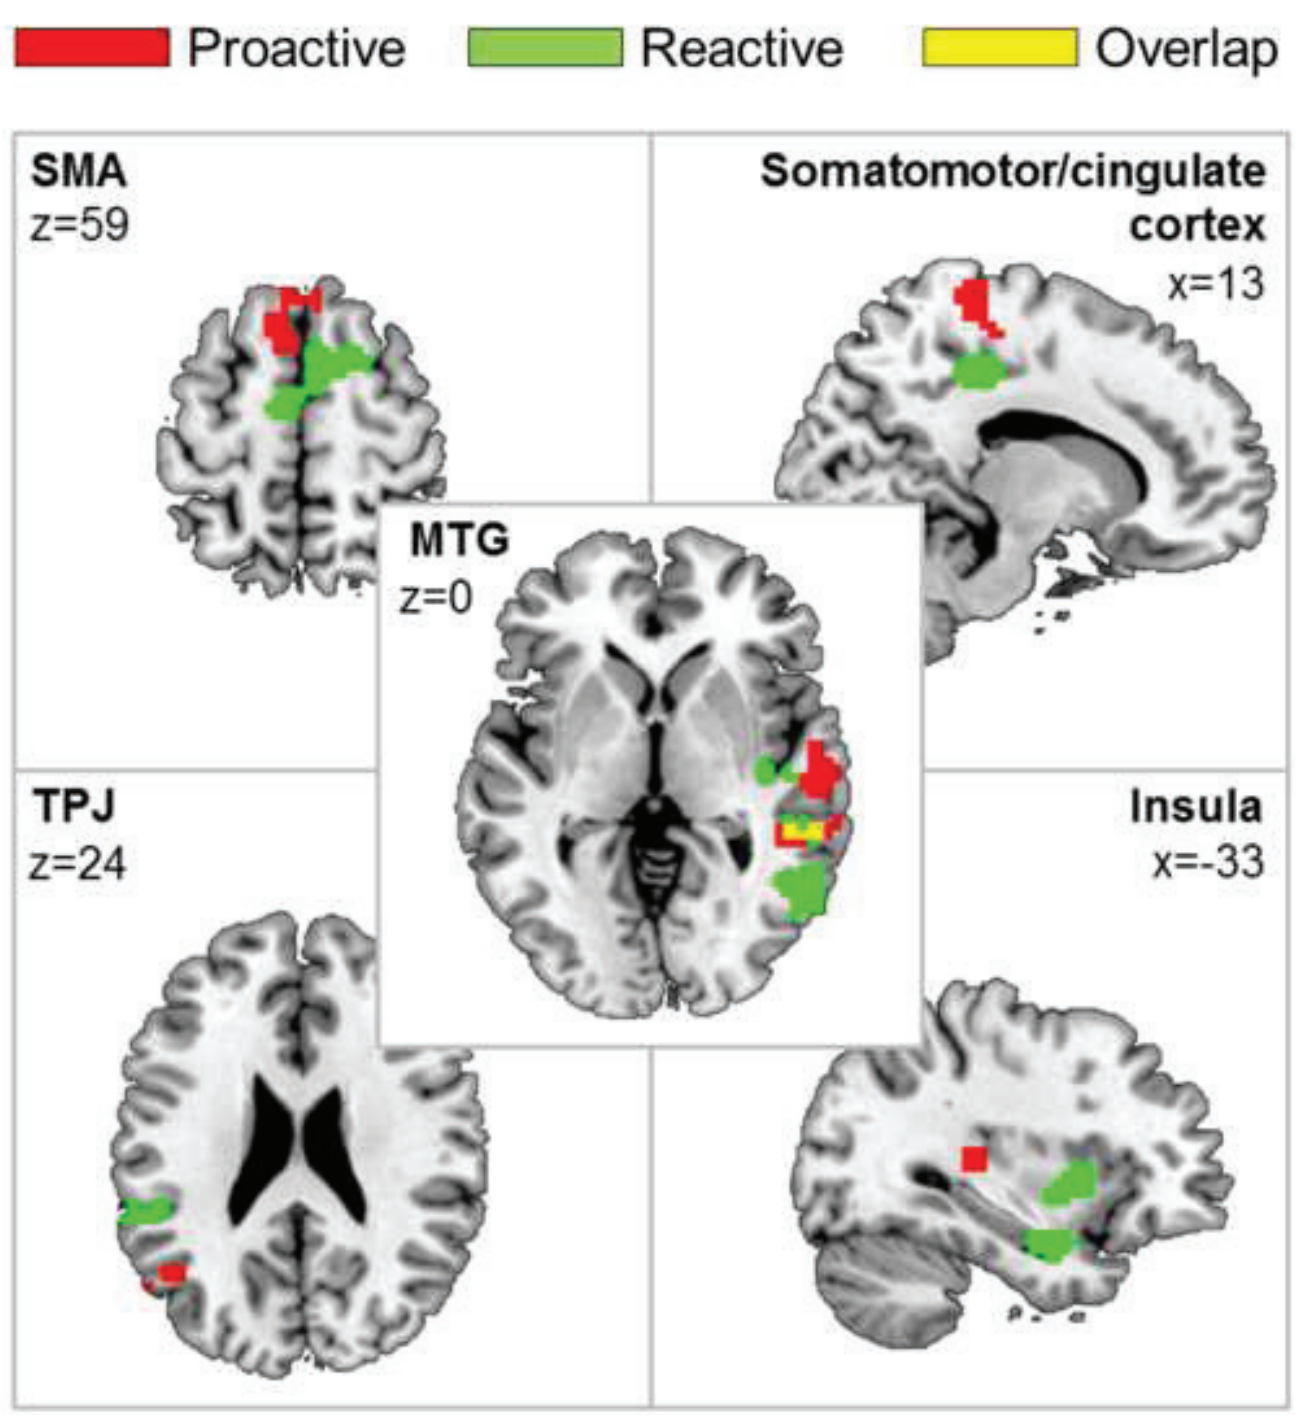 Proactive Reactive Overlap
SMA
z=59
Somatomotor/cingulate
cortex
x=13
MTG
z=0
TPJ
z=24
Insula
x=-33